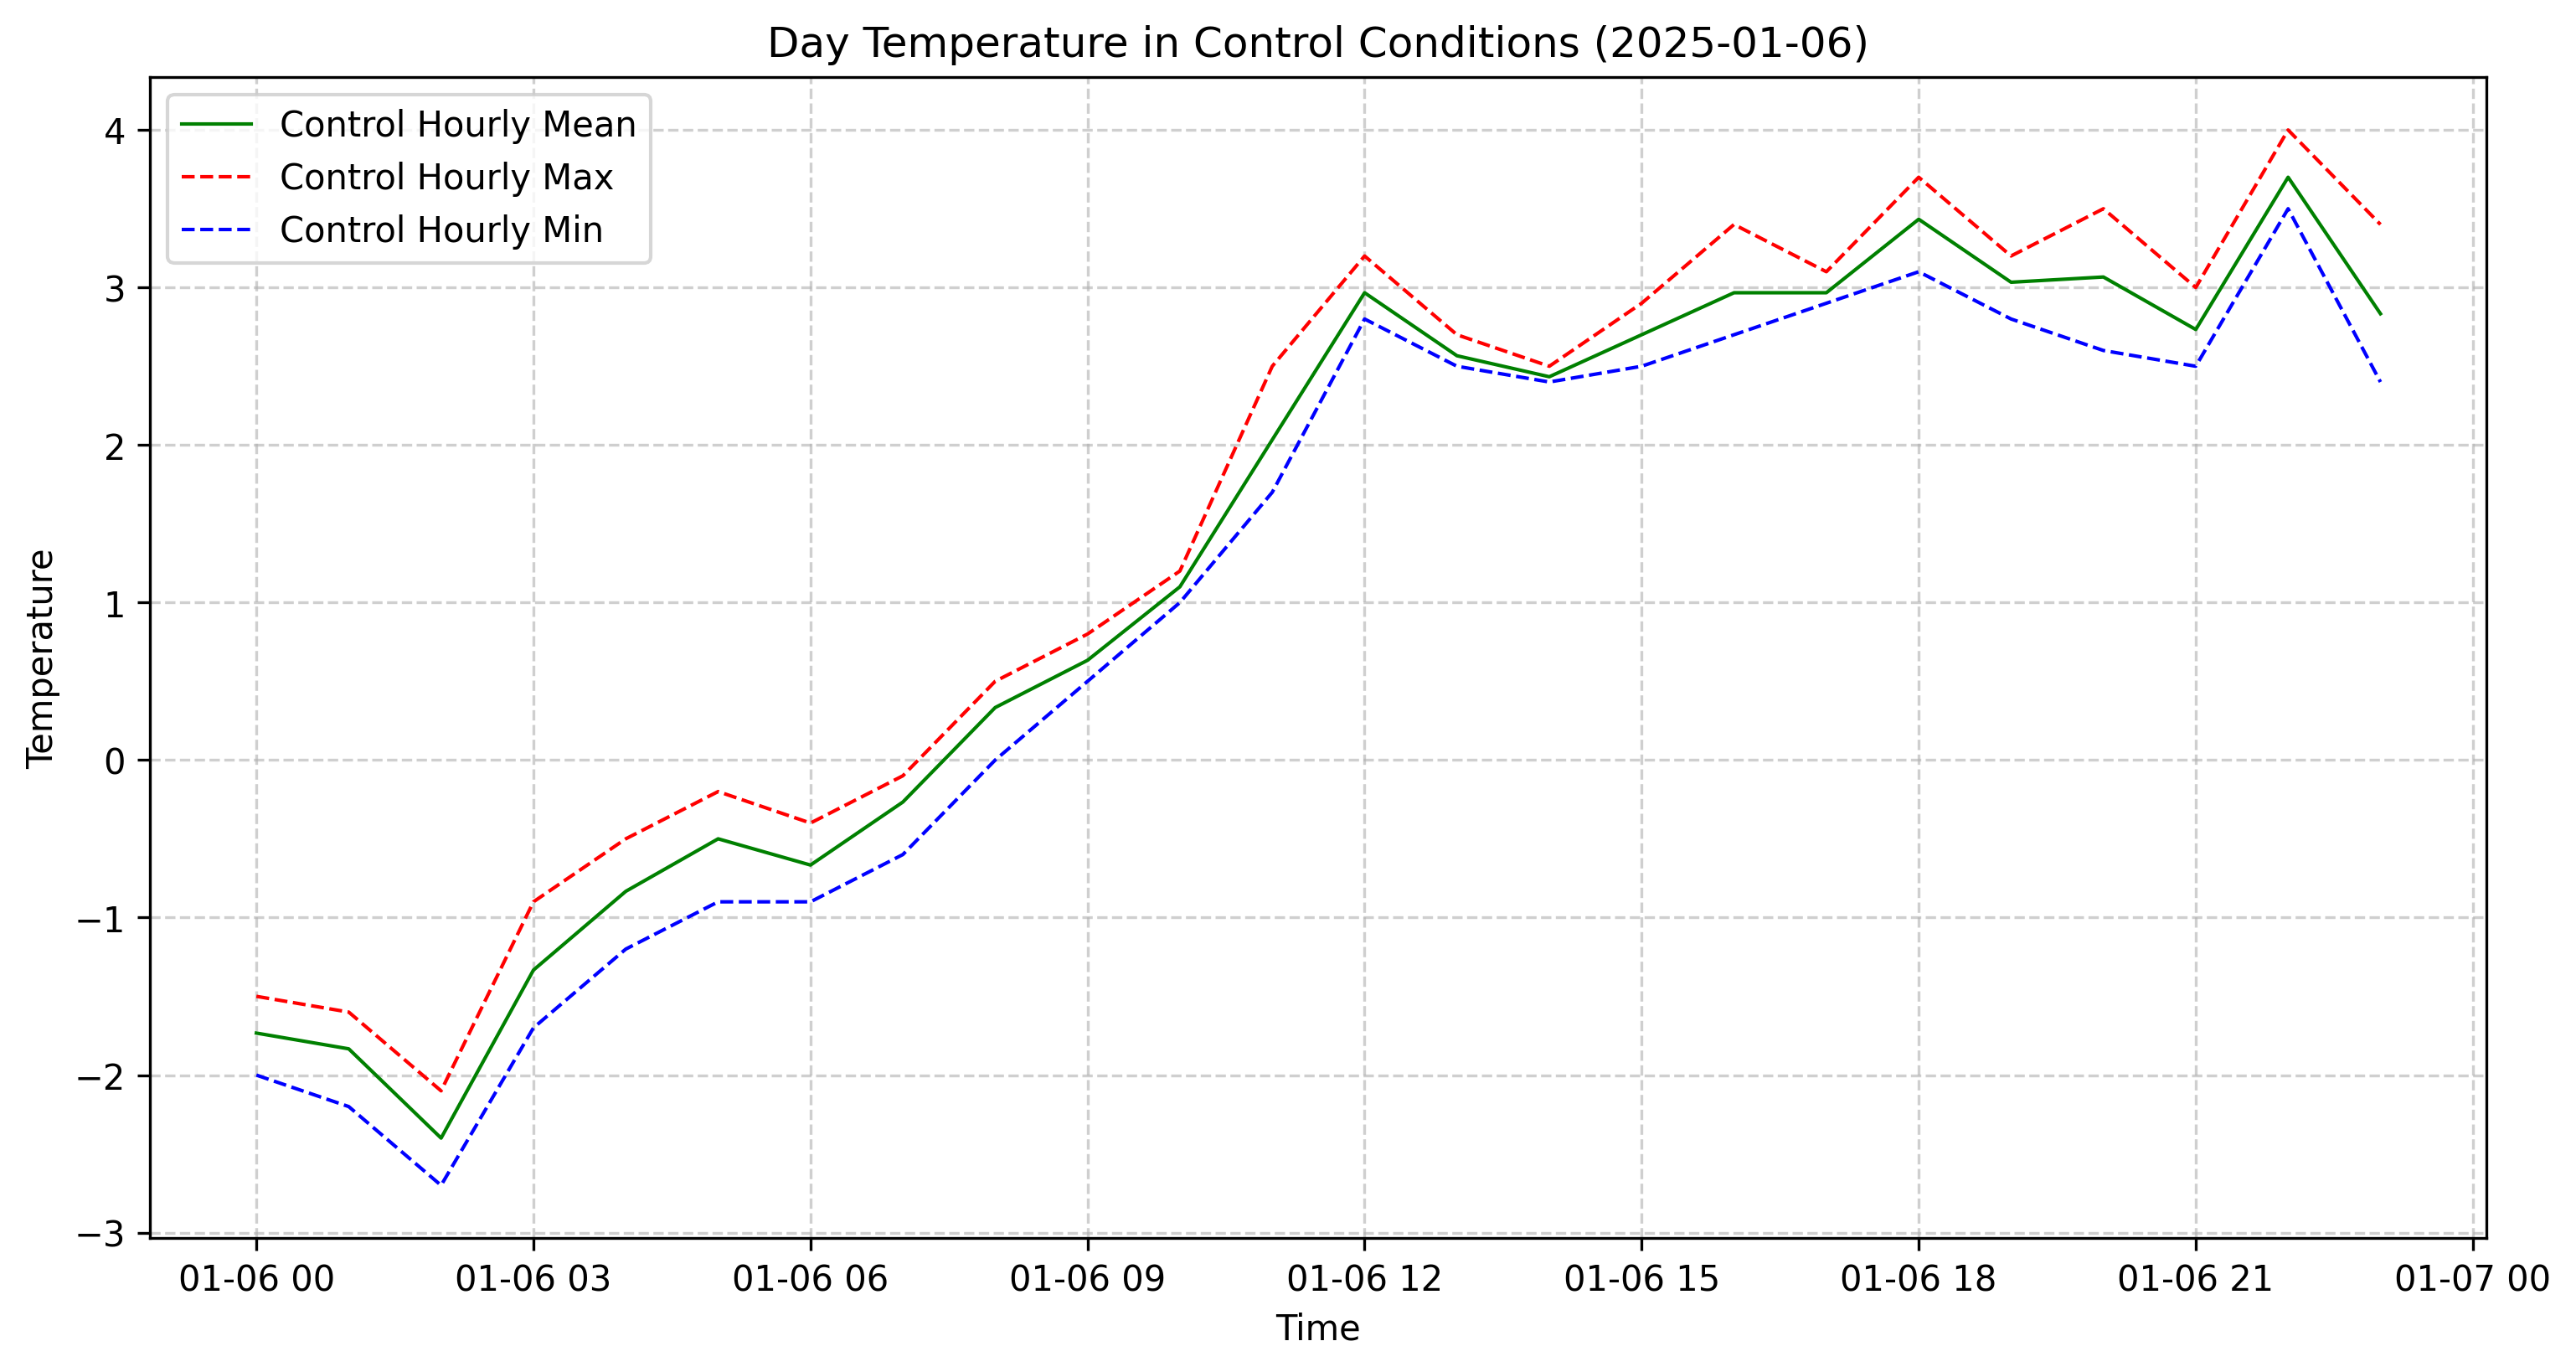 Day Temperature in Control Conditions (2025-01-06)
Control Hourly Mean
Control Hourly Max
Control Hourly Min
4
3
2
1
0
−1
−2
−3
Temperature
01-06 00
01-06 03
01-06 06
01-06 09
01-06 12
01-06 15
01-06 18
01-06 21
01-07 00
Time